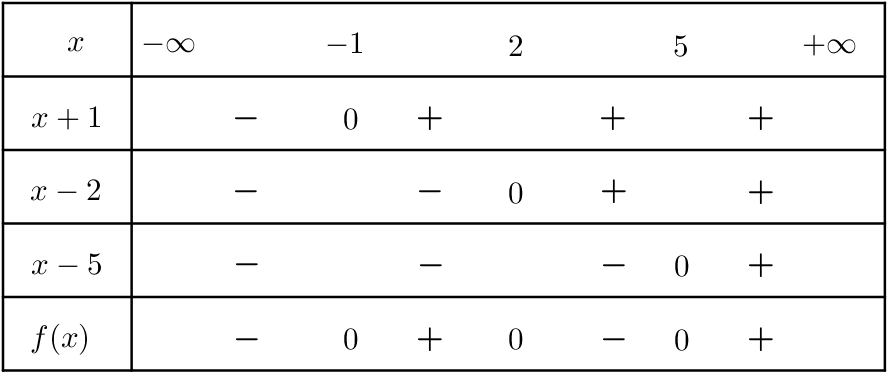 x −∞ −1 2 5 +∞
x + 1 − 0 + + +
x − 2 − − 0 + +
x − 5 − − − 0 +
f(x) − 0 + 0 − 0 +